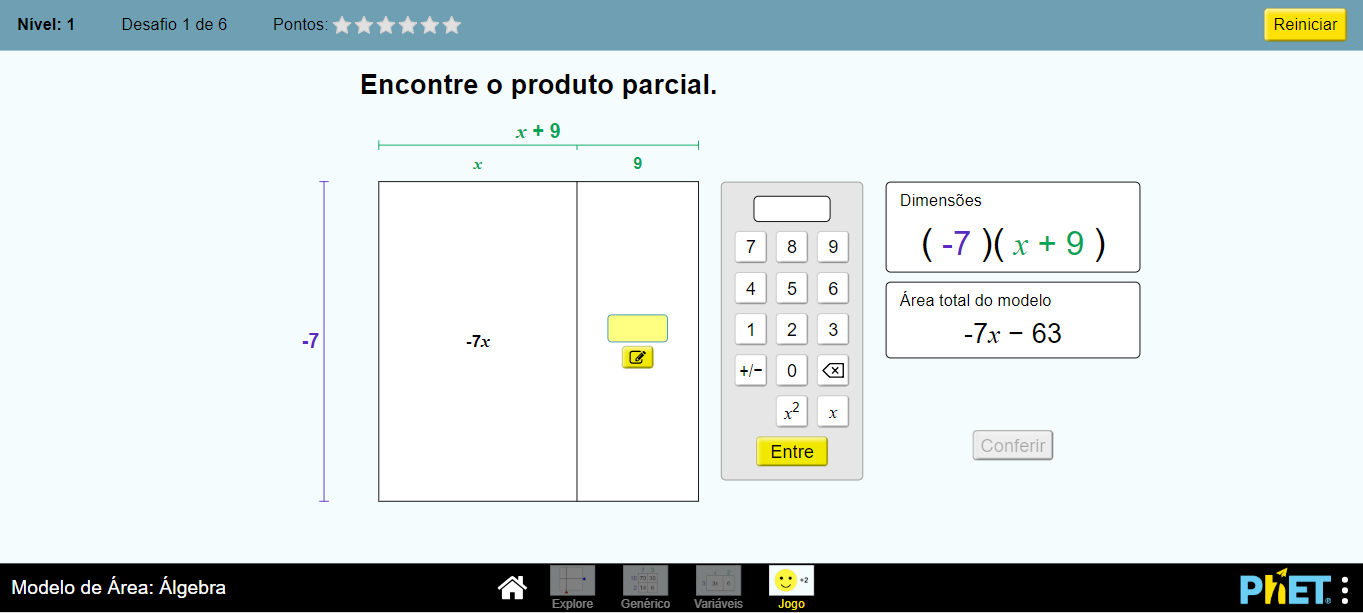 Nível: 1 Desafio 1 de 6 Pontos: Reiniciar
Encontre o produto parcial.
x + 9
x 9
-7
-7x
7 8 9
4 5 6
1 2 3
+/− 0
x² x
Entre
Dimensões
( -7 )( x + 9 )
Área total do modelo
-7x − 63
Conferir
Modelo de Área: Álgebra
+2
Explore Genérico Variáveis Jogo
PhET